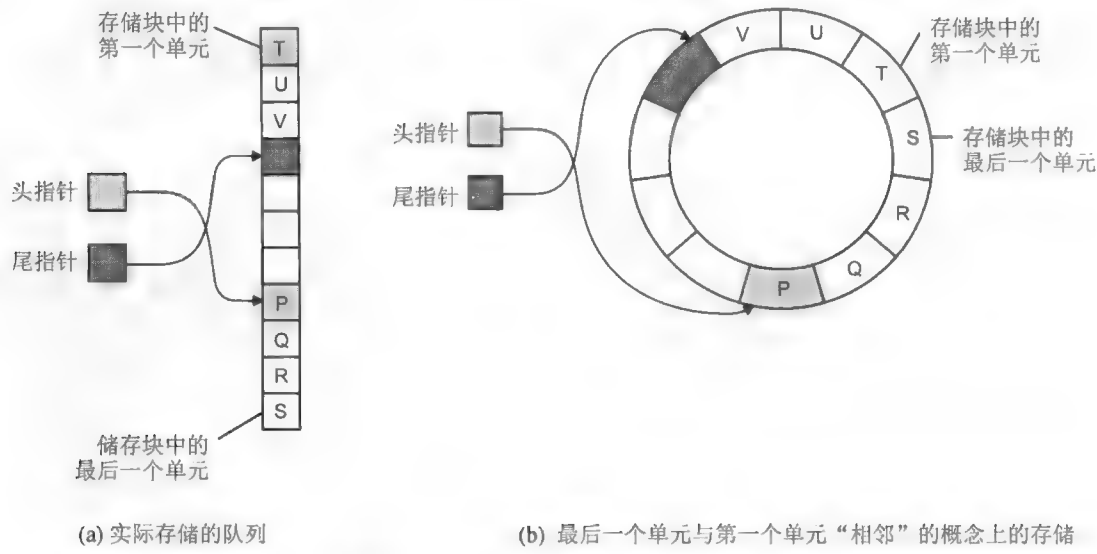 存储块中的
第一个单元
T
U
V
头指针
尾指针
P
Q
R
S
储存块中的
最后一个单元
(a) 实际存储的队列
V
U
T
S
R
Q
P
存储块中的
第一个单元
存储块中的
最后一个单元
头指针
尾指针
(b) 最后一个单元与第一个单元“相邻”的概念上的存储